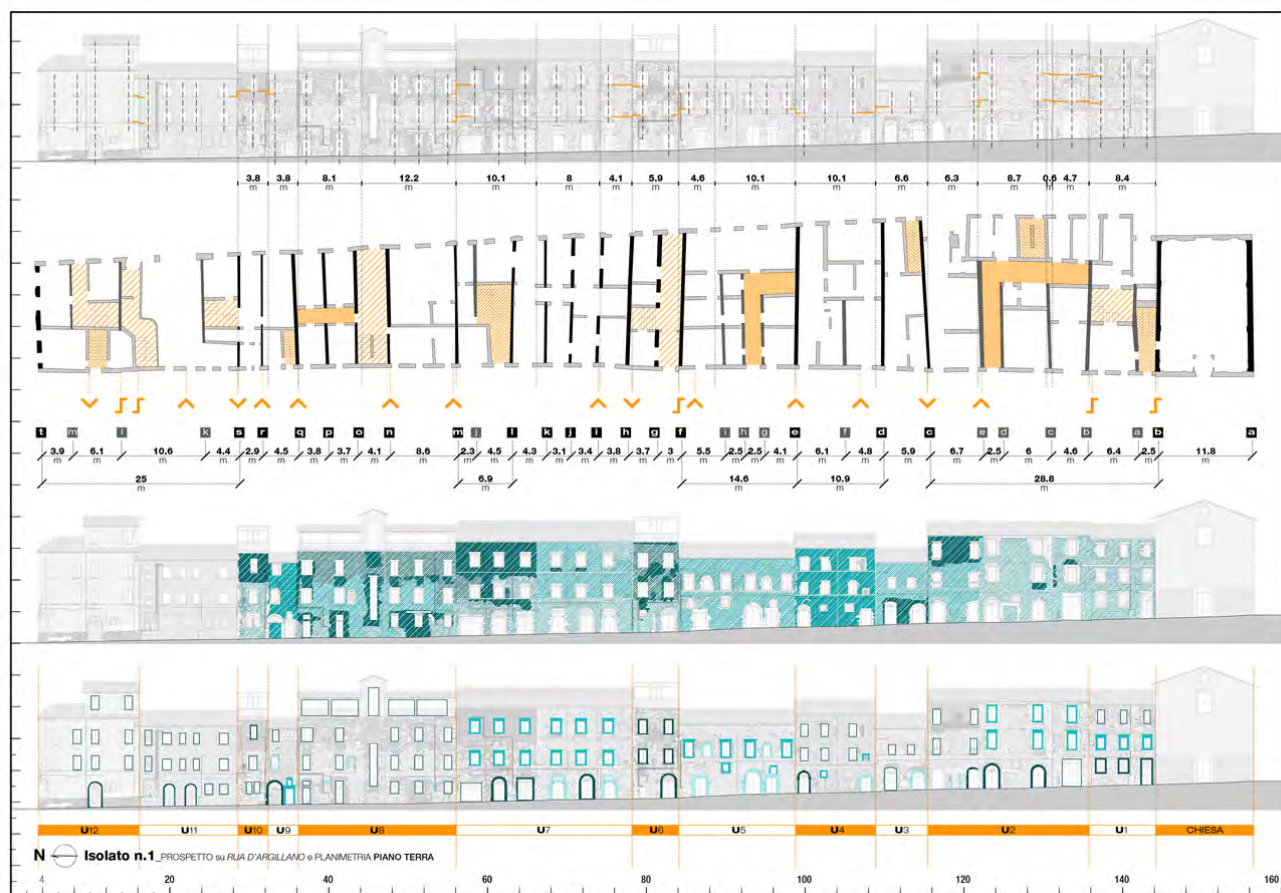 3.8 3.8 8.1 12.2 10.1 8 4.1 5.9 4.6 10.1 10.1 6.6 6.3 8.7 0.6 4.7 8.4
m m m m m m m m m m m m m m m m m
t m l k s r q p o n m j l k j i h g f i h g e f d c e d c b a b a
3.9 6.1 10.6 4.4 2.9 4.5 3.8 3.7 4.1 8.6 2.3 4.5 4.3 3.1 3.4 3.8 3.7 3 5.5 2.5 2.5 4.1 6.1 4.8 5.9 6.7 2.5 6 4.6 6.4 2.5 11.8
m m m m m m m m m m m m m m m m m m m m m m m m m m m m m m m m
25 6.9 14.6 10.9 28.8
m m m m m
U12 U11 U10 U9 U8 U7 U6 U5 U4 U3 U2 U1 CHIESA
N Isolato n.1_PROSPETTO su RUA D'ARGILLANO e PLANIMETRIA PIANO TERRA
4 20 40 60 80 100 120 140 160